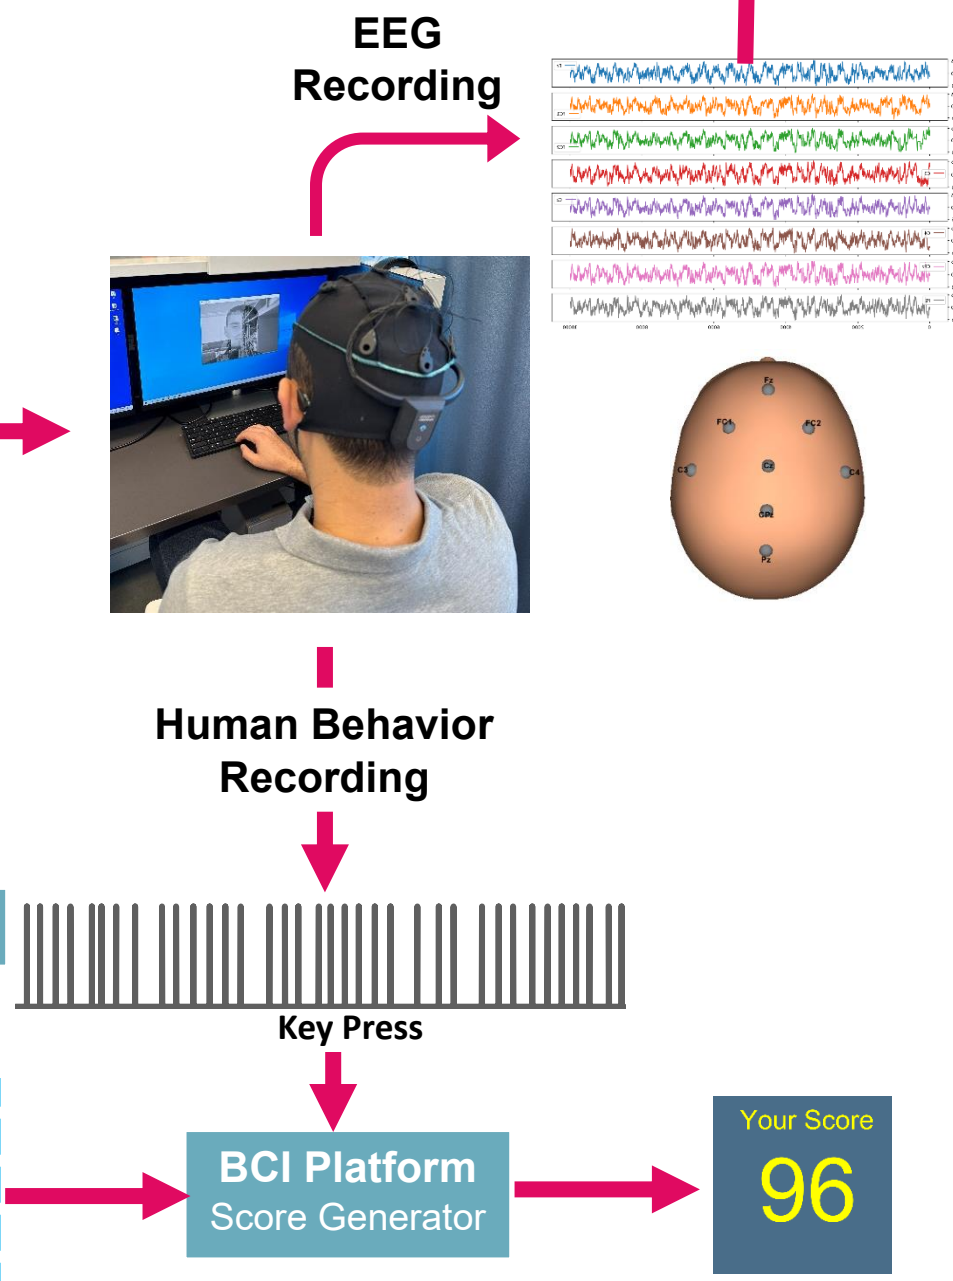 EEG
Recording
Fz
FC1
FC2
C3
Cz
C4
CPz
Pz
Human Behavior
Recording
Key Press
BCI Platform
Score Generator
Your Score
96